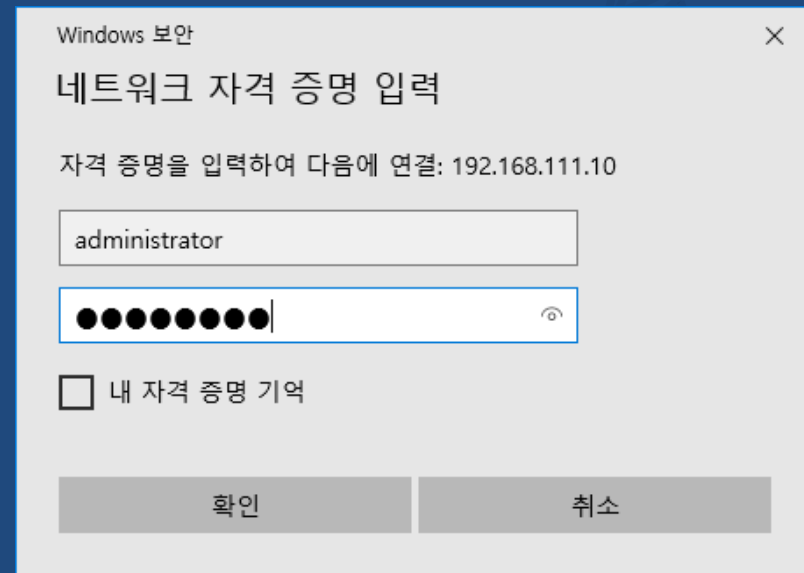 Windows 보안
네트워크 자격 증명 입력
자격 증명을 입력하여 다음에 연결: 192.168.111.10
administrator
●●●●●●●●
내 자격 증명 기억
확인
취소